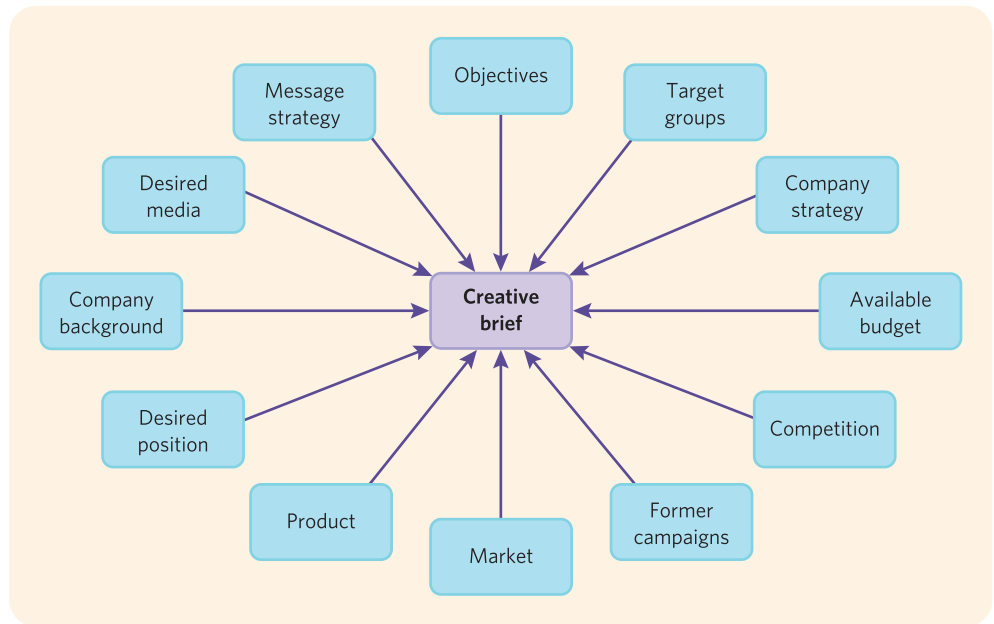 Objectives
Message
strategy
Target
groups
Desired
media
Company
strategy
Company
background
Creative
brief
Available
budget
Desired
position
Competition
Product
Former
campaigns
Market